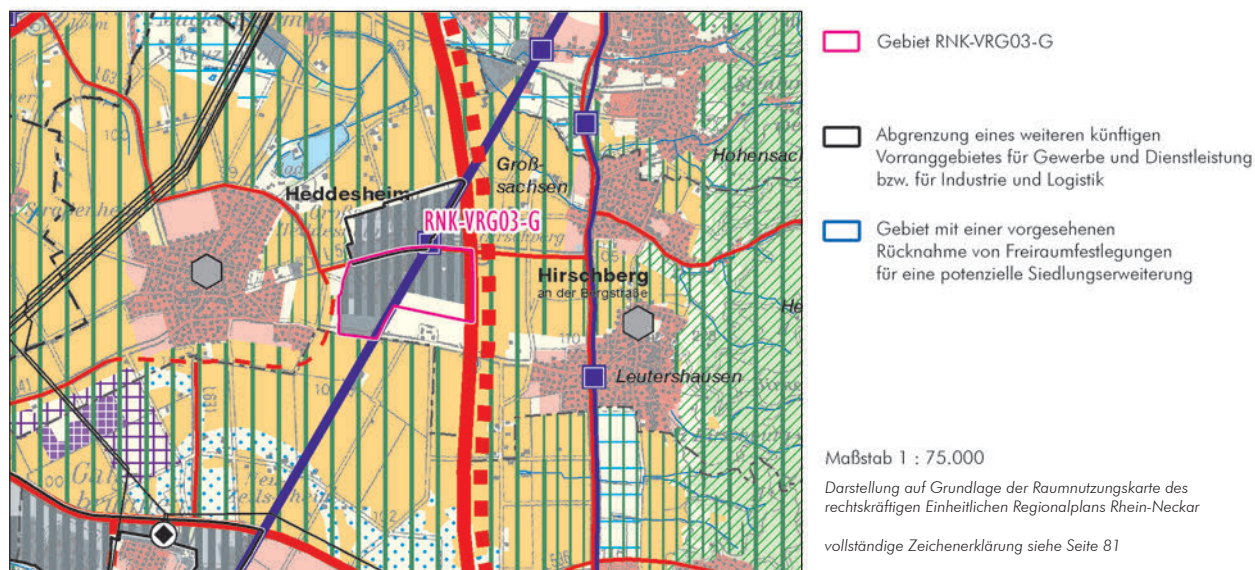 Heddesheim
RNK-VRG03-G
Groß-
sachsen
Hohensach
Hirschberg
an der Bergstraße
Leutershausen
He
Gebiet RNK-VRG03-G
Abgrenzung eines weiteren künftigen
Vorranggebietes für Gewerbe und Dienstleistung
bzw. für Industrie und Logistik
Gebiet mit einer vorgesehenen
Rücknahme von Freiraumfestlegungen
für eine potenzielle Siedlungserweiterung
Maßstab 1 : 75.000
Darstellung auf Grundlage der Raumnutzungskarte des
rechtskräftigen Einheitlichen Regionalplans Rhein-Neckar
vollständige Zeichenerklärung siehe Seite 81